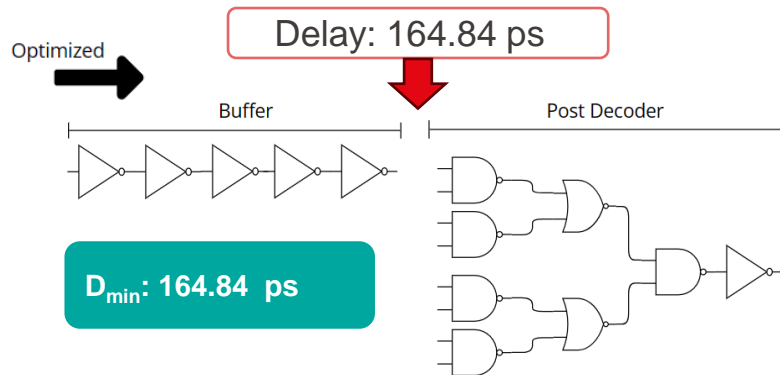 Delay: 164.84 ps
Optimized
Buffer
Post Decoder
Dmin: 164.84 ps